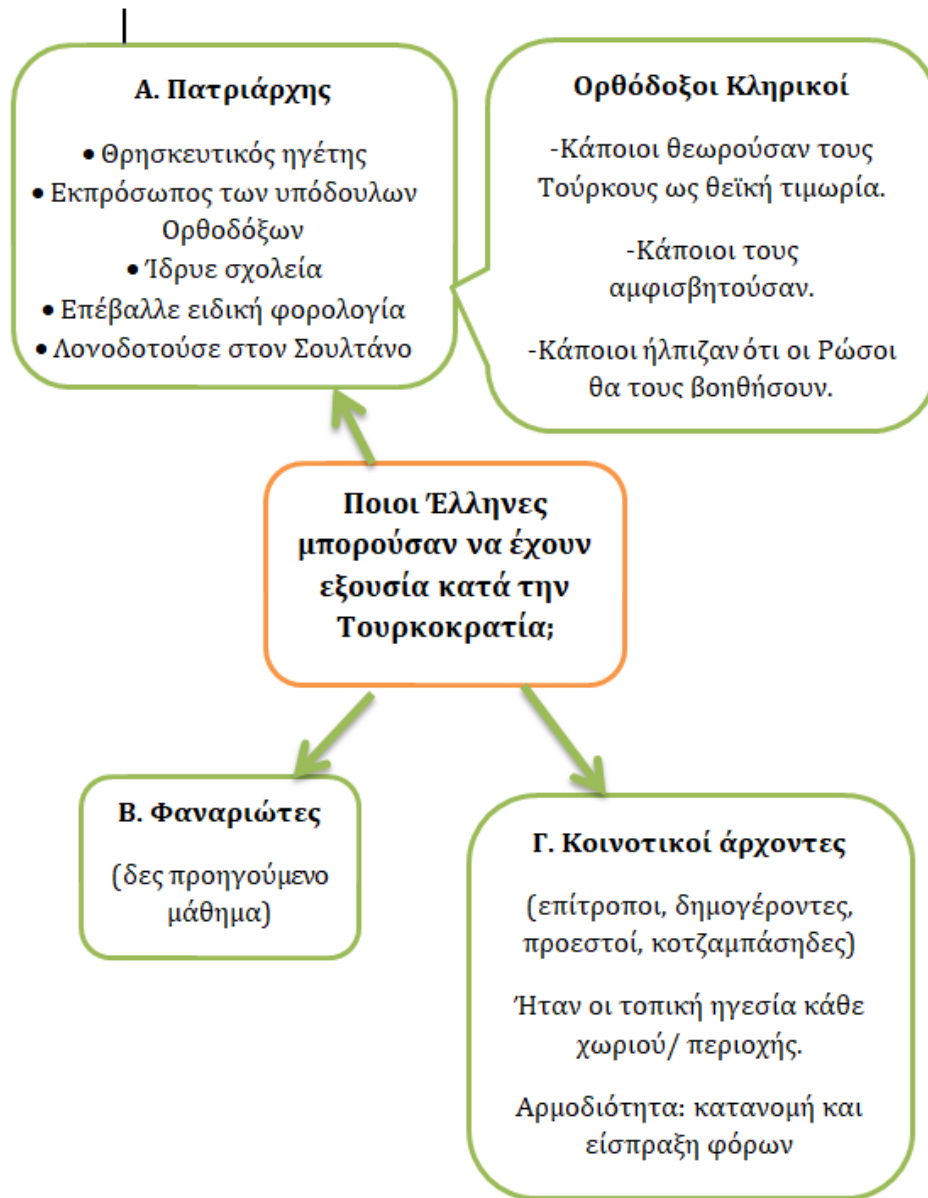 Α. Πατριάρχης
• Θρησκευτικός ηγέτης
• Εκπρόσωπος των υπόδουλων
Ορθοδόξων
• Ίδρυε σχολεία
• Επέβαλλε ειδική φορολογία
• Λογοδοτούσε στον Σουλτάνο
Ορθόδοξοι Κληρικοί
-Κάποιοι θεωρούσαν τους
Τούρκους ως θεϊκή τιμωρία.
-Κάποιοι τους
αμφισβητούσαν.
-Κάποιοι ήλπιζαν ότι οι Ρώσοι
θα τους βοηθήσουν.
Ποιοι Έλληνες
μπορούσαν να έχουν
εξουσία κατά την
Τουρκοκρατία;
Β. Φαναριώτες
(δες προηγούμενο
μάθημα)
Γ. Κοινοτικοί άρχοντες
(επίτροποι, δημογέροντες,
προεστοί, κοτζαμπάσηδες)
Ήταν οι τοπική ηγεσία κάθε
χωριού/ περιοχής.
Αρμοδιότητα: κατανομή και
είσπραξη φόρων